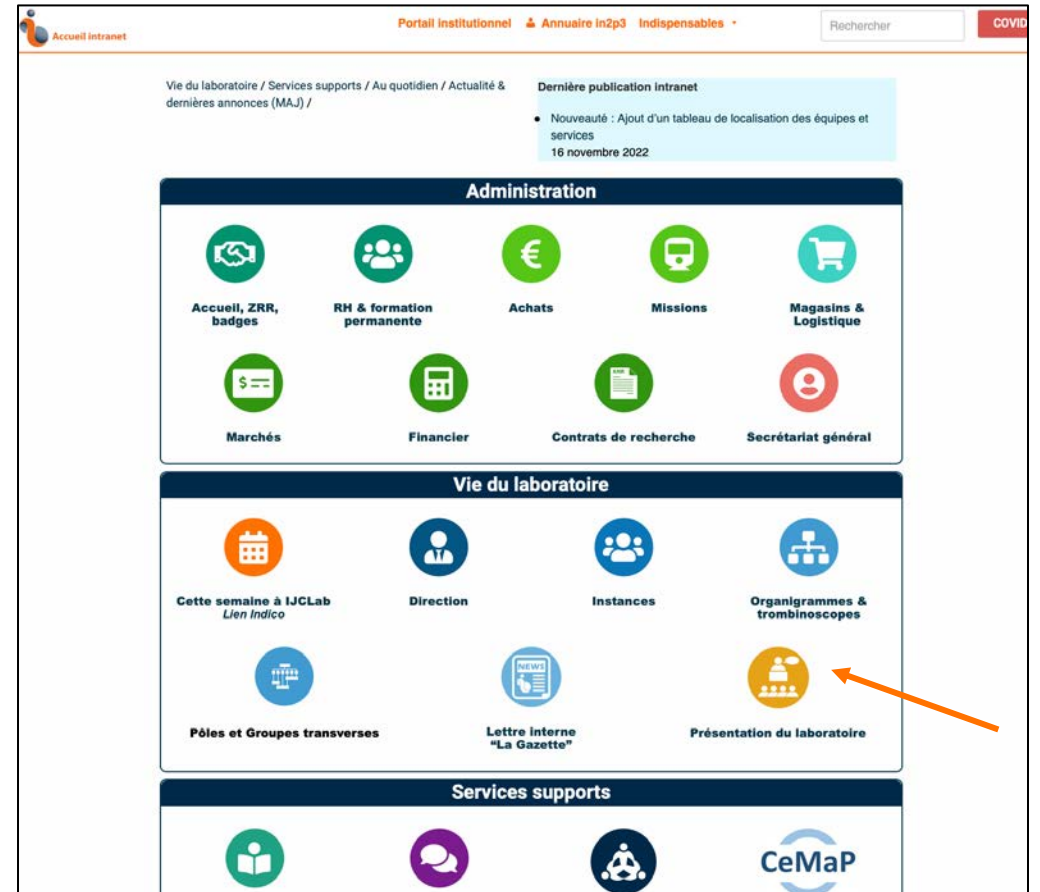 Accueil intranet
Portail institutionnel Annuaire in2p3 Indispensables
Rechercher
COVID
Vie du laboratoire / Services supports / Au quotidien / Actualité &
dernières annonces (MAJ) /
Dernière publication intranet
Nouveauté : Ajout d'un tableau de localisation des équipes et
services
16 novembre 2022
Administration
€
Accueil, ZRR,
badges
RH & formation
permanente
Achats
Missions
Magasins &
Logistique
$
Marchés
Financier
Contrats de recherche
Secrétariat général
Vie du laboratoire
Cette semaine à IJCLab
Lien Indico
Direction
Instances
Organigrammes &
trombinoscopes
NEWS
Pôles et Groupes transverses
Lettre interne
"La Gazette"
Présentation du laboratoire
Services supports
CeMaP